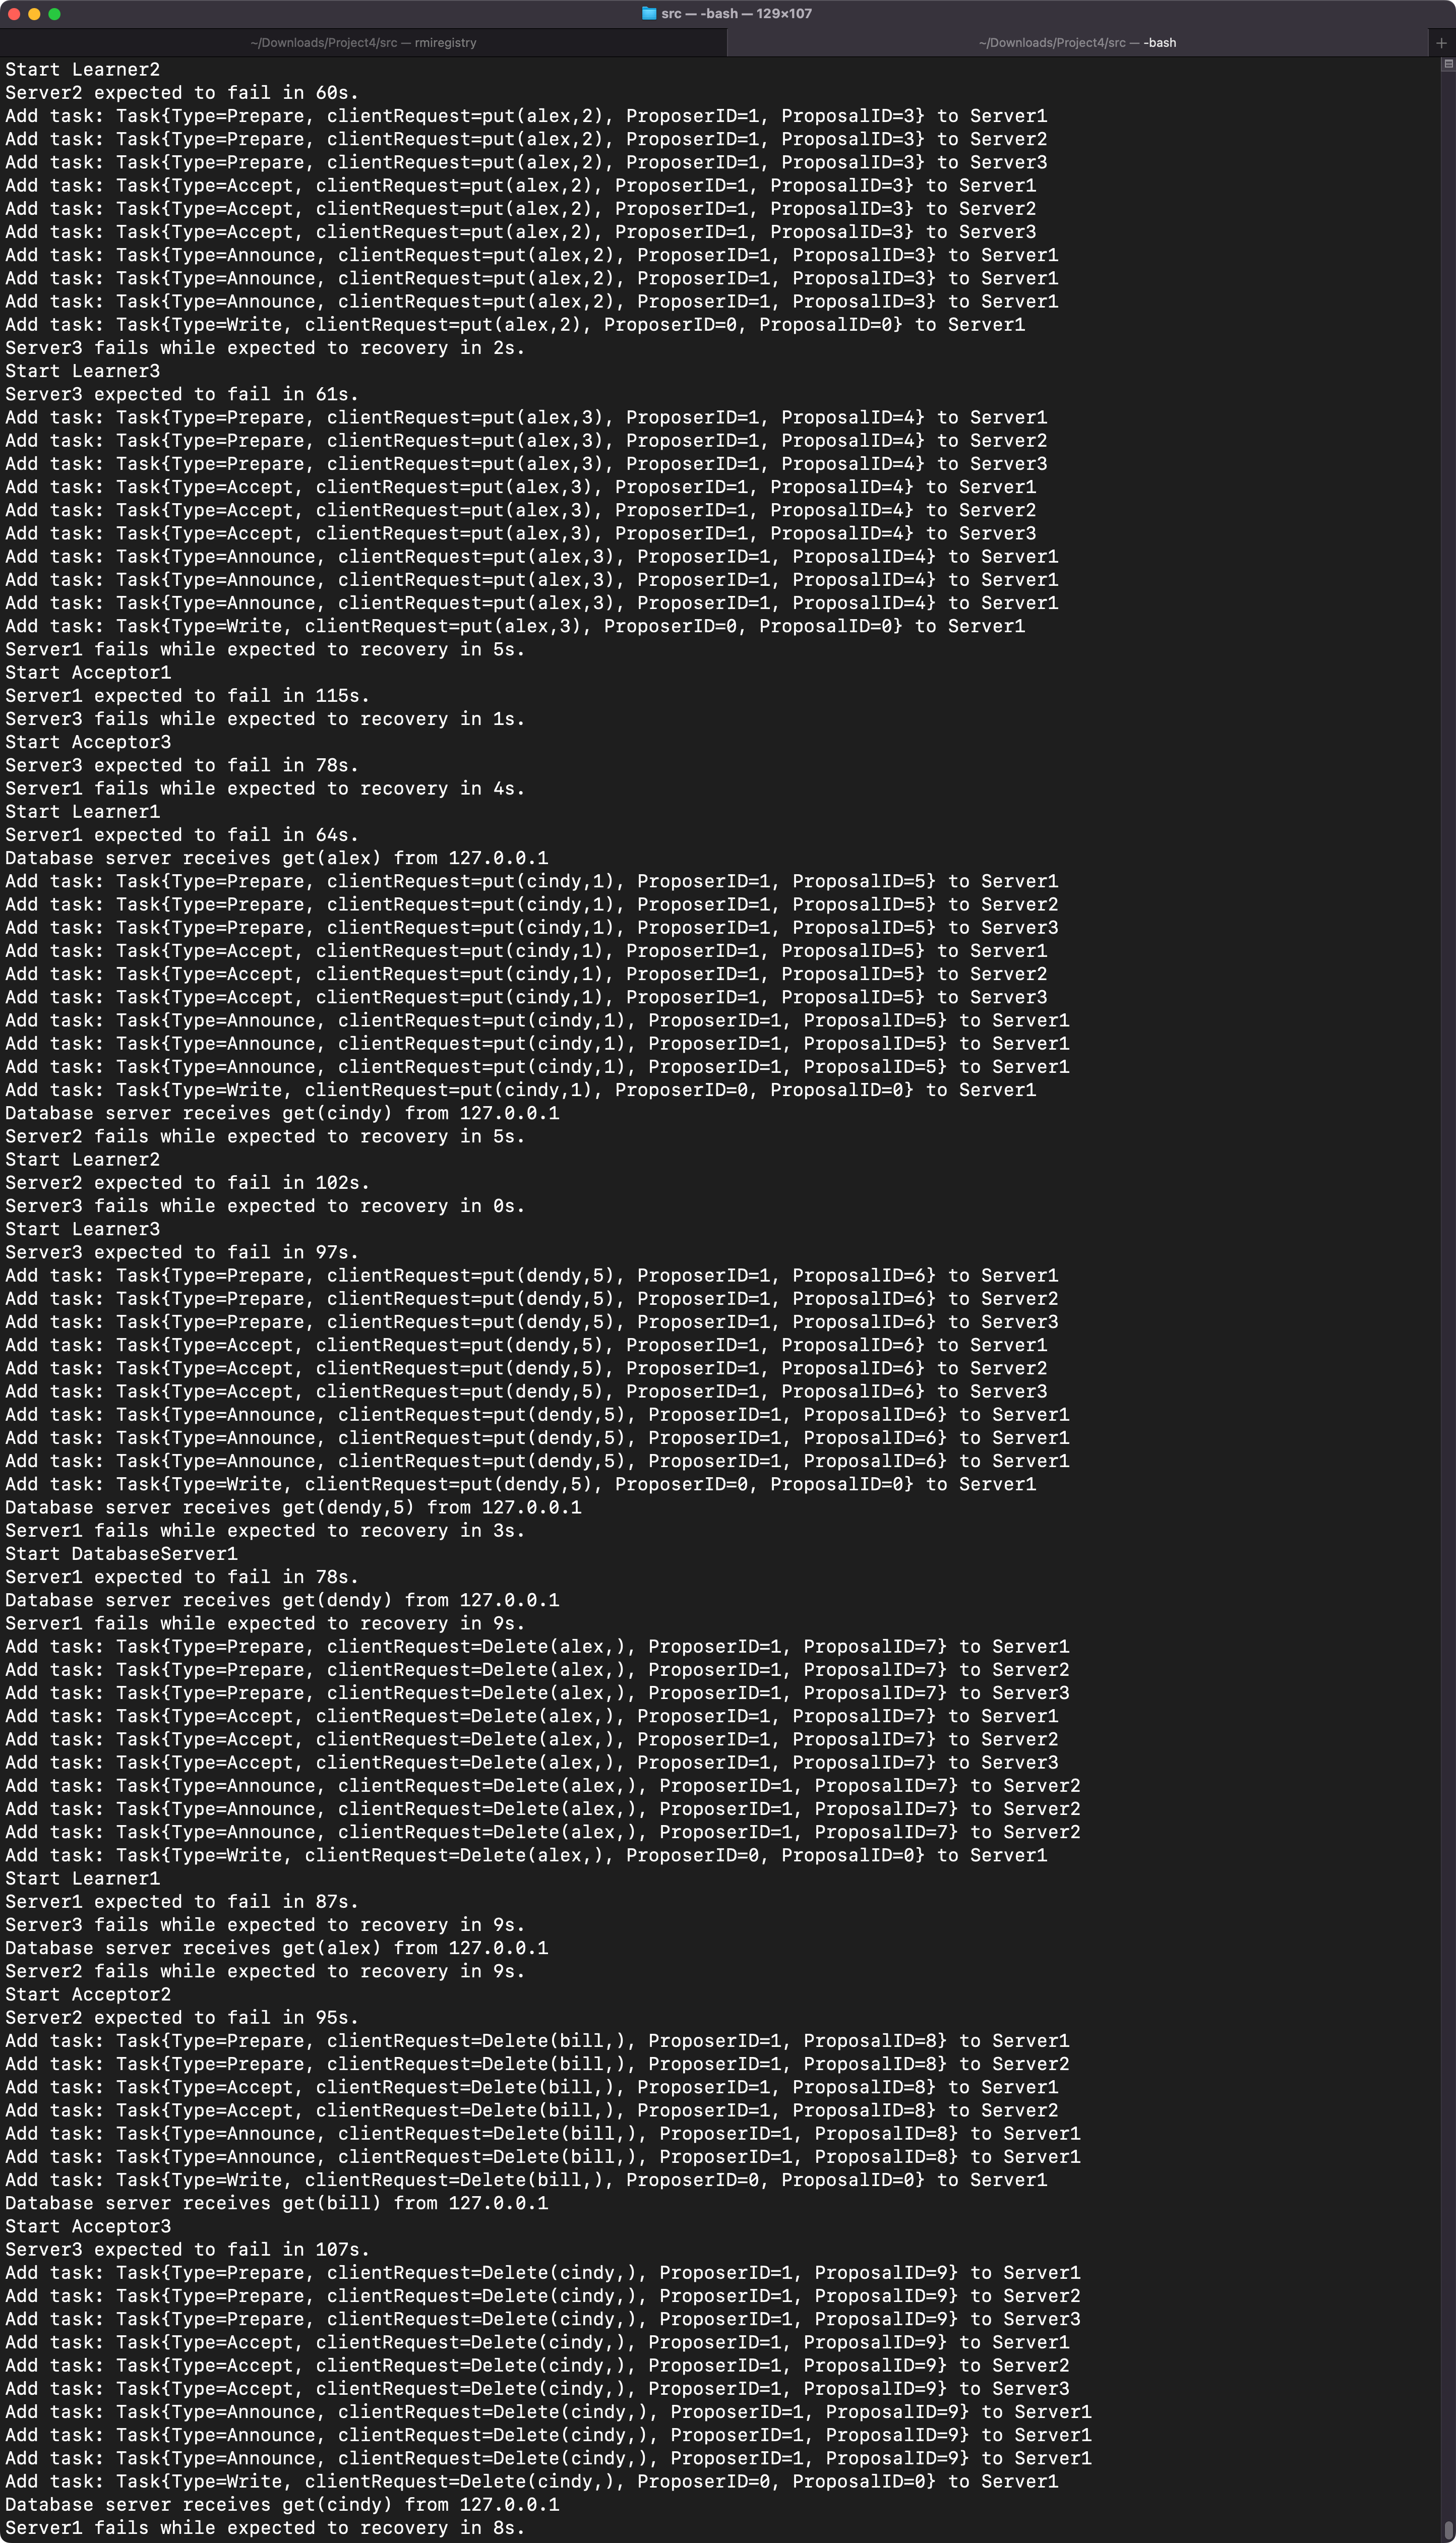 src — -bash — 129×107
~/Downloads/Project4/src — rmiregistry
~/Downloads/Project4/src — -bash
Start Learner2
Server2 expected to fail in 60s.
Add task: Task{Type=Prepare, clientRequest=put(alex,2), ProposerID=1, ProposalID=3} to Server1
Add task: Task{Type=Prepare, clientRequest=put(alex,2), ProposerID=1, ProposalID=3} to Server2
Add task: Task{Type=Prepare, clientRequest=put(alex,2), ProposerID=1, ProposalID=3} to Server3
Add task: Task{Type=Accept, clientRequest=put(alex,2), ProposerID=1, ProposalID=3} to Server1
Add task: Task{Type=Accept, clientRequest=put(alex,2), ProposerID=1, ProposalID=3} to Server2
Add task: Task{Type=Accept, clientRequest=put(alex,2), ProposerID=1, ProposalID=3} to Server3
Add task: Task{Type=Announce, clientRequest=put(alex,2), ProposerID=1, ProposalID=3} to Server1
Add task: Task{Type=Announce, clientRequest=put(alex,2), ProposerID=1, ProposalID=3} to Server1
Add task: Task{Type=Announce, clientRequest=put(alex,2), ProposerID=1, ProposalID=3} to Server1
Add task: Task{Type=Write, clientRequest=put(alex,2), ProposerID=0, ProposalID=0} to Server1
Server3 fails while expected to recovery in 2s.
Start Learner3
Server3 expected to fail in 61s.
Add task: Task{Type=Prepare, clientRequest=put(alex,3), ProposerID=1, ProposalID=4} to Server1
Add task: Task{Type=Prepare, clientRequest=put(alex,3), ProposerID=1, ProposalID=4} to Server2
Add task: Task{Type=Prepare, clientRequest=put(alex,3), ProposerID=1, ProposalID=4} to Server3
Add task: Task{Type=Accept, clientRequest=put(alex,3), ProposerID=1, ProposalID=4} to Server1
Add task: Task{Type=Accept, clientRequest=put(alex,3), ProposerID=1, ProposalID=4} to Server2
Add task: Task{Type=Accept, clientRequest=put(alex,3), ProposerID=1, ProposalID=4} to Server3
Add task: Task{Type=Announce, clientRequest=put(alex,3), ProposerID=1, ProposalID=4} to Server1
Add task: Task{Type=Announce, clientRequest=put(alex,3), ProposerID=1, ProposalID=4} to Server1
Add task: Task{Type=Announce, clientRequest=put(alex,3), ProposerID=1, ProposalID=4} to Server1
Add task: Task{Type=Write, clientRequest=put(alex,3), ProposerID=0, ProposalID=0} to Server1
Server1 fails while expected to recovery in 5s.
Start Acceptor1
Server1 expected to fail in 115s.
Server3 fails while expected to recovery in 1s.
Start Acceptor3
Server3 expected to fail in 78s.
Server1 fails while expected to recovery in 4s.
Start Learner1
Server1 expected to fail in 64s.
Database server receives get(alex) from 127.0.0.1
Add task: Task{Type=Prepare, clientRequest=put(cindy,1), ProposerID=1, ProposalID=5} to Server1
Add task: Task{Type=Prepare, clientRequest=put(cindy,1), ProposerID=1, ProposalID=5} to Server2
Add task: Task{Type=Prepare, clientRequest=put(cindy,1), ProposerID=1, ProposalID=5} to Server3
Add task: Task{Type=Accept, clientRequest=put(cindy,1), ProposerID=1, ProposalID=5} to Server1
Add task: Task{Type=Accept, clientRequest=put(cindy,1), ProposerID=1, ProposalID=5} to Server2
Add task: Task{Type=Accept, clientRequest=put(cindy,1), ProposerID=1, ProposalID=5} to Server3
Add task: Task{Type=Announce, clientRequest=put(cindy,1), ProposerID=1, ProposalID=5} to Server1
Add task: Task{Type=Announce, clientRequest=put(cindy,1), ProposerID=1, ProposalID=5} to Server1
Add task: Task{Type=Announce, clientRequest=put(cindy,1), ProposerID=1, ProposalID=5} to Server1
Add task: Task{Type=Write, clientRequest=put(cindy,1), ProposerID=0, ProposalID=0} to Server1
Database server receives get(cindy) from 127.0.0.1
Server2 fails while expected to recovery in 5s.
Start Learner2
Server2 expected to fail in 102s.
Server3 fails while expected to recovery in 0s.
Start Learner3
Server3 expected to fail in 97s.
Add task: Task{Type=Prepare, clientRequest=put(dendy,5), ProposerID=1, ProposalID=6} to Server1
Add task: Task{Type=Prepare, clientRequest=put(dendy,5), ProposerID=1, ProposalID=6} to Server2
Add task: Task{Type=Prepare, clientRequest=put(dendy,5), ProposerID=1, ProposalID=6} to Server3
Add task: Task{Type=Accept, clientRequest=put(dendy,5), ProposerID=1, ProposalID=6} to Server1
Add task: Task{Type=Accept, clientRequest=put(dendy,5), ProposerID=1, ProposalID=6} to Server2
Add task: Task{Type=Accept, clientRequest=put(dendy,5), ProposerID=1, ProposalID=6} to Server3
Add task: Task{Type=Announce, clientRequest=put(dendy,5), ProposerID=1, ProposalID=6} to Server1
Add task: Task{Type=Announce, clientRequest=put(dendy,5), ProposerID=1, ProposalID=6} to Server1
Add task: Task{Type=Announce, clientRequest=put(dendy,5), ProposerID=1, ProposalID=6} to Server1
Add task: Task{Type=Write, clientRequest=put(dendy,5), ProposerID=0, ProposalID=0} to Server1
Database server receives get(dendy,5) from 127.0.0.1
Server1 fails while expected to recovery in 3s.
Start DatabaseServer1
Server1 expected to fail in 78s.
Database server receives get(dendy) from 127.0.0.1
Server1 fails while expected to recovery in 9s.
Add task: Task{Type=Prepare, clientRequest=Delete(alex,), ProposerID=1, ProposalID=7} to Server1
Add task: Task{Type=Prepare, clientRequest=Delete(alex,), ProposerID=1, ProposalID=7} to Server2
Add task: Task{Type=Prepare, clientRequest=Delete(alex,), ProposerID=1, ProposalID=7} to Server3
Add task: Task{Type=Accept, clientRequest=Delete(alex,), ProposerID=1, ProposalID=7} to Server1
Add task: Task{Type=Accept, clientRequest=Delete(alex,), ProposerID=1, ProposalID=7} to Server2
Add task: Task{Type=Accept, clientRequest=Delete(alex,), ProposerID=1, ProposalID=7} to Server3
Add task: Task{Type=Announce, clientRequest=Delete(alex,), ProposerID=1, ProposalID=7} to Server2
Add task: Task{Type=Announce, clientRequest=Delete(alex,), ProposerID=1, ProposalID=7} to Server2
Add task: Task{Type=Announce, clientRequest=Delete(alex,), ProposerID=1, ProposalID=7} to Server2
Add task: Task{Type=Write, clientRequest=Delete(alex,), ProposerID=0, ProposalID=0} to Server1
Start Learner1
Server1 expected to fail in 87s.
Server3 fails while expected to recovery in 9s.
Database server receives get(alex) from 127.0.0.1
Server2 fails while expected to recovery in 9s.
Start Acceptor2
Server2 expected to fail in 95s.
Add task: Task{Type=Prepare, clientRequest=Delete(bill,), ProposerID=1, ProposalID=8} to Server1
Add task: Task{Type=Prepare, clientRequest=Delete(bill,), ProposerID=1, ProposalID=8} to Server2
Add task: Task{Type=Accept, clientRequest=Delete(bill,), ProposerID=1, ProposalID=8} to Server1
Add task: Task{Type=Accept, clientRequest=Delete(bill,), ProposerID=1, ProposalID=8} to Server2
Add task: Task{Type=Announce, clientRequest=Delete(bill,), ProposerID=1, ProposalID=8} to Server1
Add task: Task{Type=Announce, clientRequest=Delete(bill,), ProposerID=1, ProposalID=8} to Server1
Add task: Task{Type=Write, clientRequest=Delete(bill,), ProposerID=0, ProposalID=0} to Server1
Database server receives get(bill) from 127.0.0.1
Start Acceptor3
Server3 expected to fail in 107s.
Add task: Task{Type=Prepare, clientRequest=Delete(cindy,), ProposerID=1, ProposalID=9} to Server1
Add task: Task{Type=Prepare, clientRequest=Delete(cindy,), ProposerID=1, ProposalID=9} to Server2
Add task: Task{Type=Prepare, clientRequest=Delete(cindy,), ProposerID=1, ProposalID=9} to Server3
Add task: Task{Type=Accept, clientRequest=Delete(cindy,), ProposerID=1, ProposalID=9} to Server1
Add task: Task{Type=Accept, clientRequest=Delete(cindy,), ProposerID=1, ProposalID=9} to Server2
Add task: Task{Type=Accept, clientRequest=Delete(cindy,), ProposerID=1, ProposalID=9} to Server3
Add task: Task{Type=Announce, clientRequest=Delete(cindy,), ProposerID=1, ProposalID=9} to Server1
Add task: Task{Type=Announce, clientRequest=Delete(cindy,), ProposerID=1, ProposalID=9} to Server1
Add task: Task{Type=Announce, clientRequest=Delete(cindy,), ProposerID=1, ProposalID=9} to Server1
Add task: Task{Type=Write, clientRequest=Delete(cindy,), ProposerID=0, ProposalID=0} to Server1
Database server receives get(cindy) from 127.0.0.1
Server1 fails while expected to recovery in 8s.